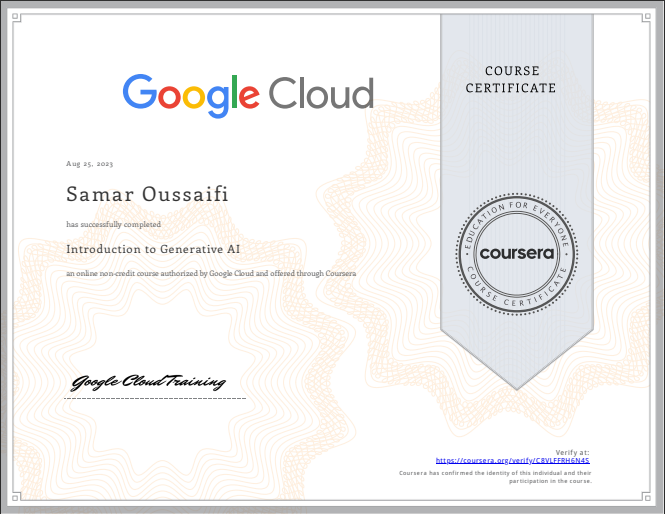 Google Cloud
COURSE
CERTIFICATE
Aug 25, 2023
Samar Oussaifi
has successfully completed
Introduction to Generative AI
an online non-credit course authorized by Google Cloud and offered through Coursera
EDUCATION FOR EVERYONE
coursera
COURSE CERTIFICATE
Google Cloud Training
Verify at:
https://coursera.org/verify/C8VLFFRH6N4S
Coursera has confirmed the identity of this individual and their
participation in the course.